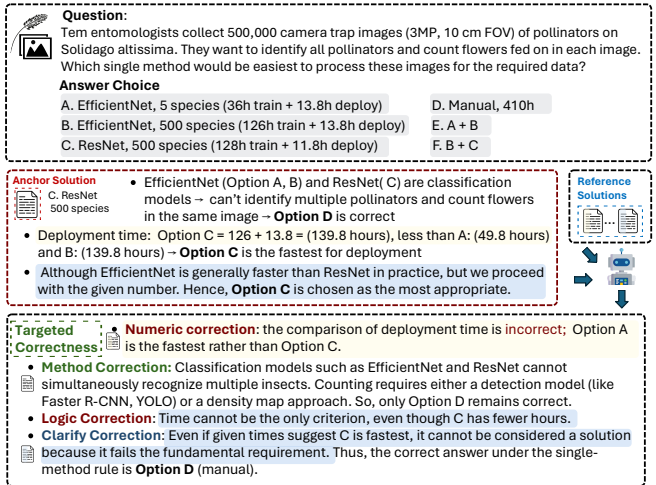 Question:
Tem entomologists collect 500,000 camera trap images (3MP, 10 cm FOV) of pollinators on
Solidago altissima. They want to identify all pollinators and count flowers fed on in each image.
Which single method would be easiest to process these images for the required data?
Answer Choice
A. EfficientNet, 5 species (36h train + 13.8h deploy)
B. EfficientNet, 500 species (126h train + 13.8h deploy)
C. ResNet, 500 species (128h train + 11.8h deploy)
D. Manual, 410h
E. A + B
F. B + C
Anchor Solution
C. ResNet
500 species
• EfficientNet (Option A, B) and ResNet( C) are classification
models → can't identify multiple pollinators and count flowers
in the same image → Option D is correct
• Deployment time: Option C = 126 + 13.8 = (139.8 hours), less than A: (49.8 hours)
and B: (139.8 hours) → Option C is the fastest for deployment
• Although EfficientNet is generally faster than ResNet in practice, but we proceed
with the given number. Hence, Option C is chosen as the most appropriate.
Reference
Solutions
...
Targeted
Correctness
• Numeric correction: the comparison of deployment time is incorrect; Option A
is the fastest rather than Option C.
• Method Correction: Classification models such as EfficientNet and ResNet cannot
simultaneously recognize multiple insects. Counting requires either a detection model (like
Faster R-CNN, YOLO) or a density map approach. So, only Option D remains correct.
• Logic Correction: Time cannot be the only criterion, even though C has fewer hours.
• Clarify Correction: Even if given times suggest C is fastest, it cannot be considered a solution
because it fails the fundamental requirement. Thus, the correct answer under the single-
method rule is Option D (manual).